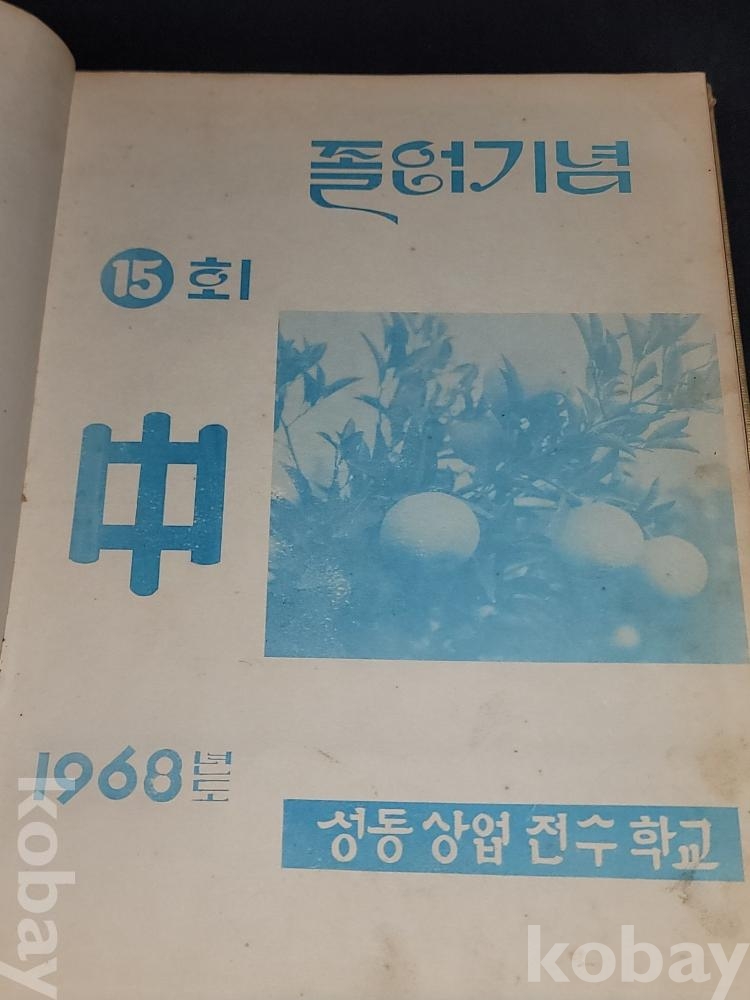 졸업기념
15회
中
1968년도
성동 상업 전수 학교
kobay
kobay